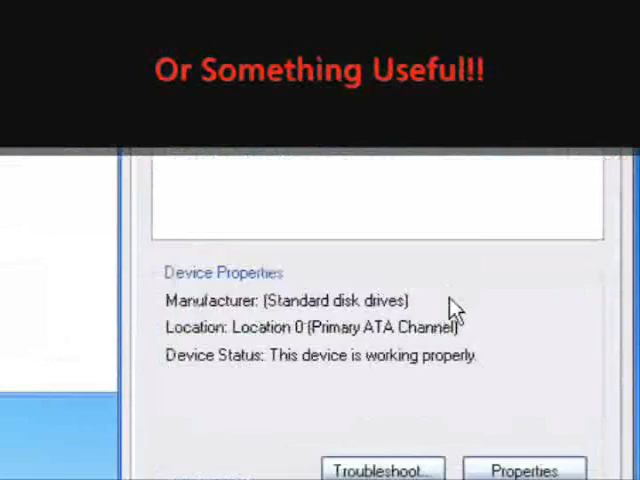 Or Something Useful!!
Device Properties
Manufacturer: (Standard disk drives)
Location: Location 0 (Primary ATA Channel)
Device Status: This device is working properly.
Troubleshoot... Properties